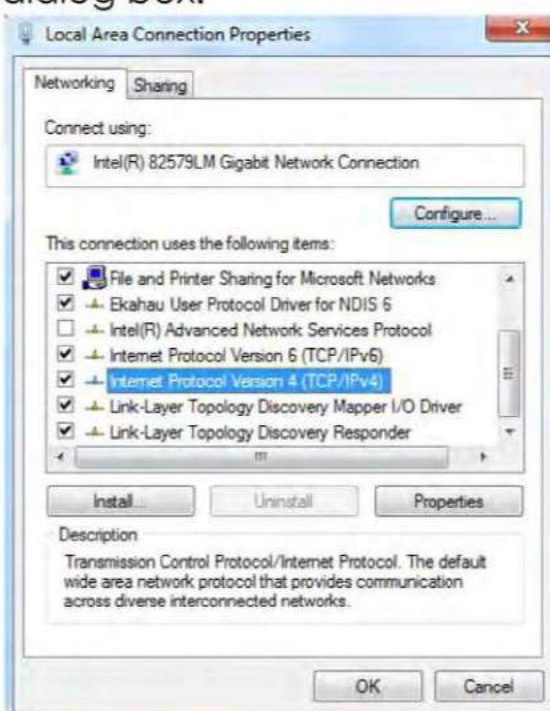 dialog box.
Local Area Connection Properties
Networking Sharing
Connect using:
Intel(R) 82579LM Gigabit Network Connection
Configure...
This connection uses the following items:
File and Printer Sharing for Microsoft Networks
Ekahau User Protocol Driver for NDIS 6
Intel(R) Advanced Network Services Protocol
Internet Protocol Version 6 (TCP/IPv6)
Internet Protocol Version 4 (TCP/IPv4)
Link-Layer Topology Discovery Mapper I/O Driver
Link-Layer Topology Discovery Responder
Install... Uninstall Properties
Description
Transmission Control Protocol/Internet Protocol. The default
wide area network protocol that provides communication
across diverse interconnected networks.
OK Cancel